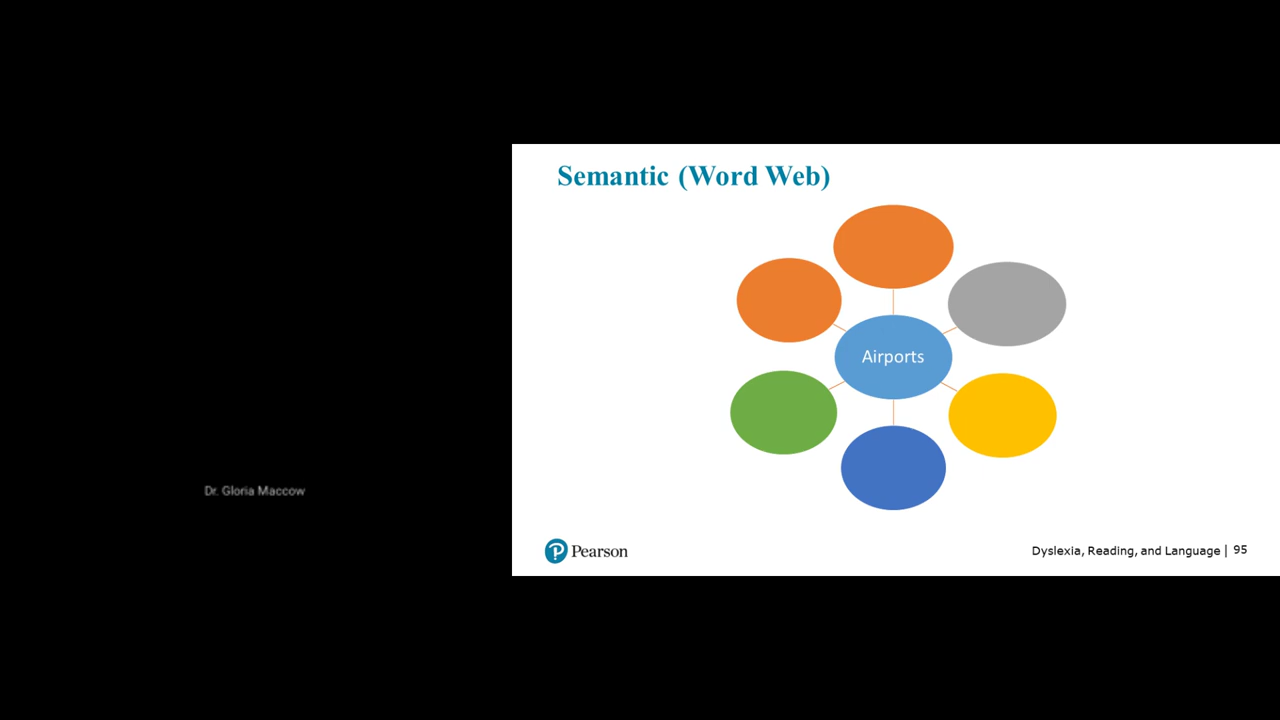 Semantic (Word Web)
Airports
Dr. Gloria Maccow
Pearson
Dyslexia, Reading, and Language | 95